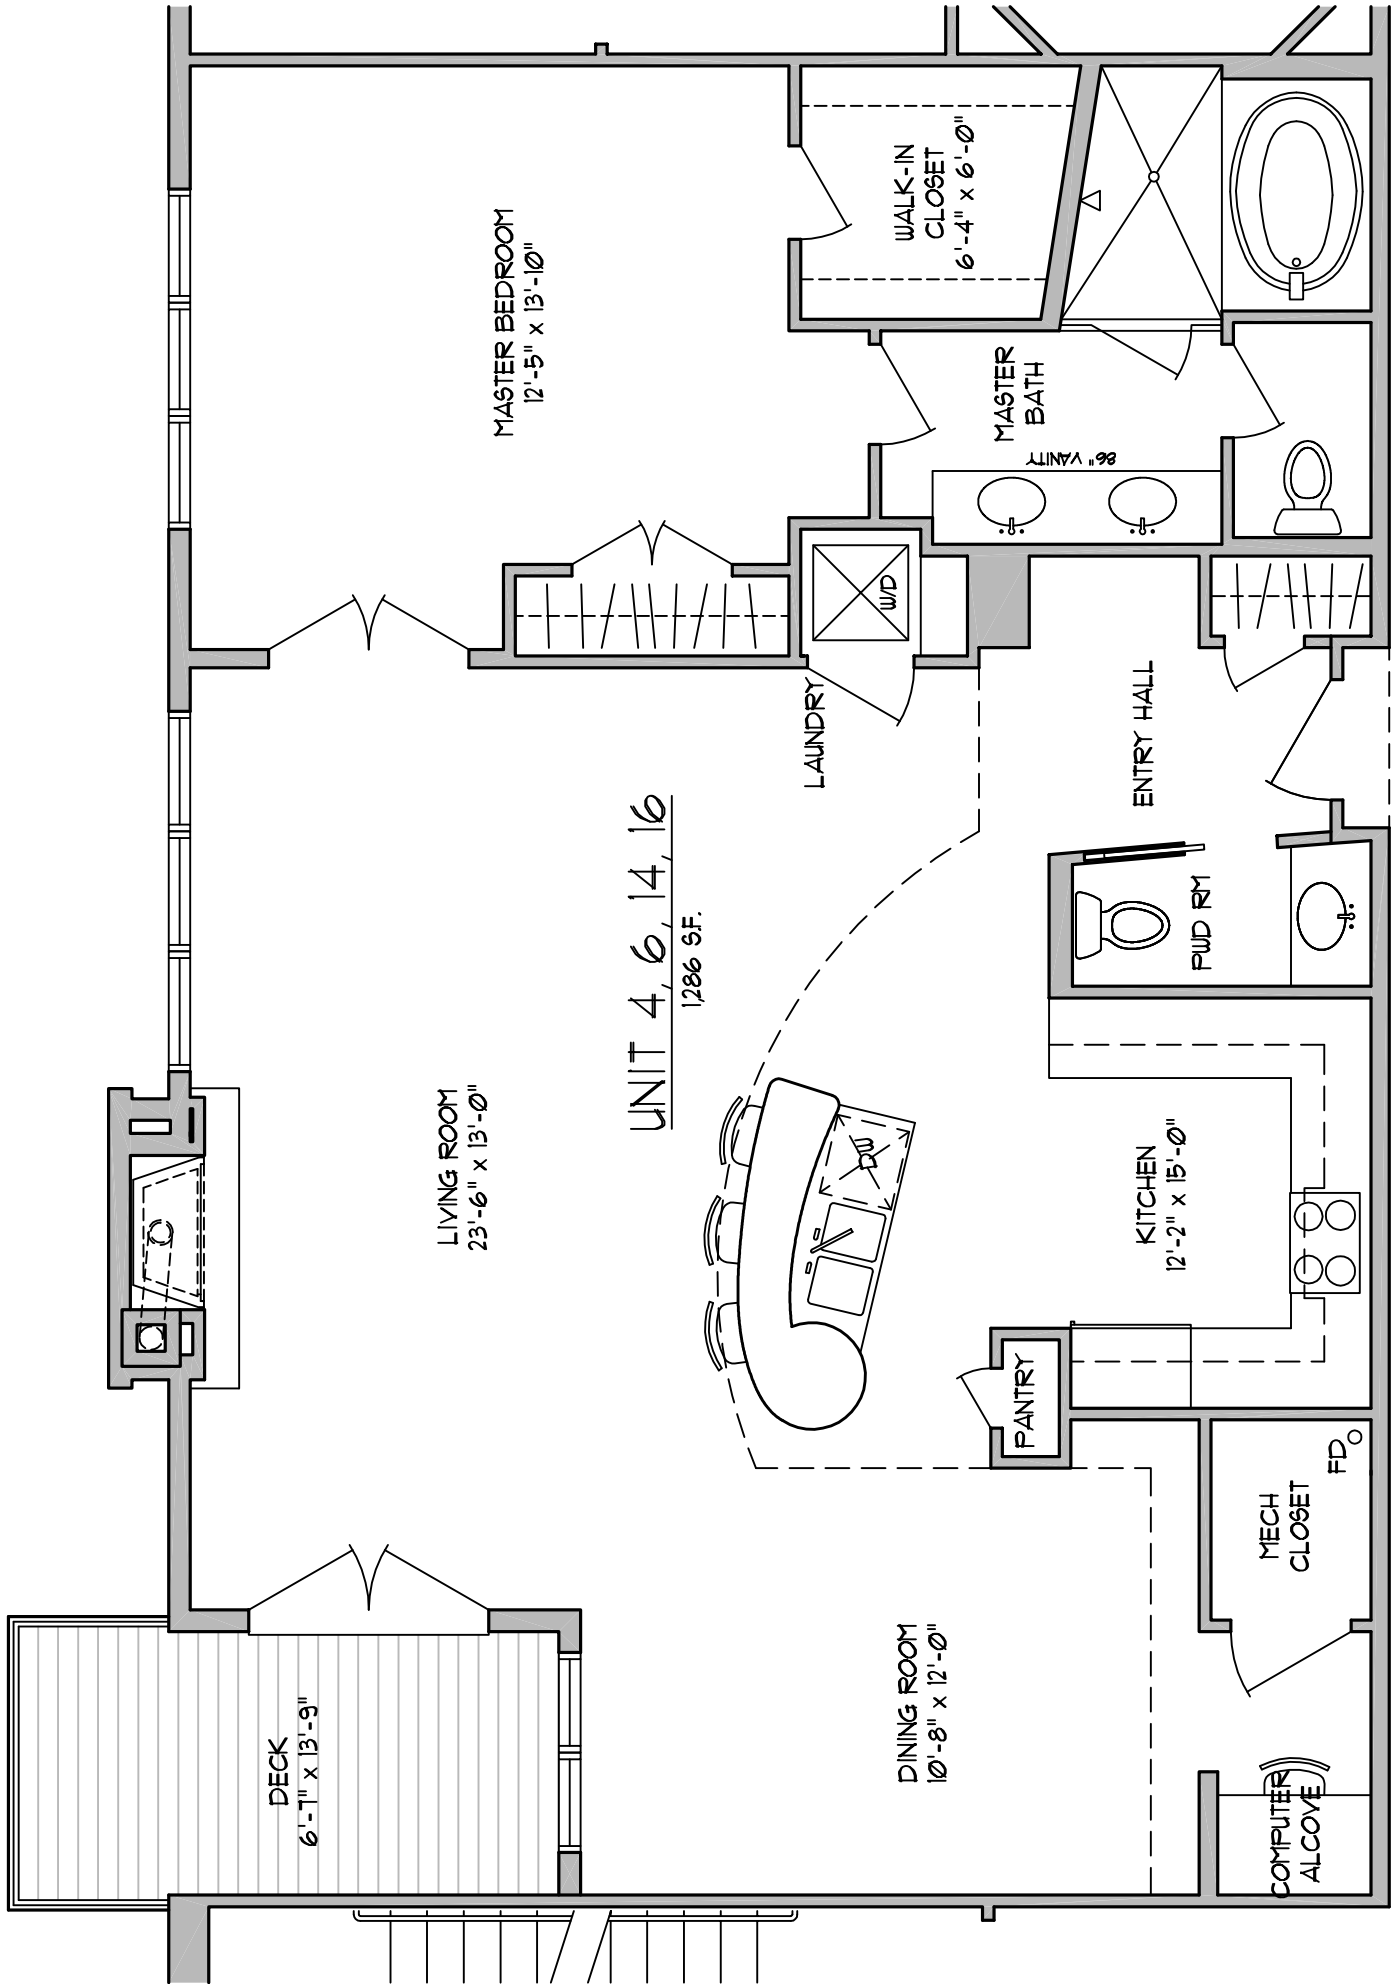 DECK
6'-7" x 13'-9"
LIVING ROOM
23'-6" x 13'-0"
MASTER BEDROOM
12'-5" x 13'-10"
UNIT 4, 6, 14, 16
1,286 S.F.
LAUNDRY
W/D
DW
DINING ROOM
10'-8" x 12'-0"
PANTRY
KITCHEN
12'-2" x 15'-0"
PWD RM
ENTRY HALL
WALK-IN
CLOSET
6'-4" x 6'-0"
MASTER
BATH
86" VANITY
COMPUTER
ALCOVE
MECH
CLOSET
FD